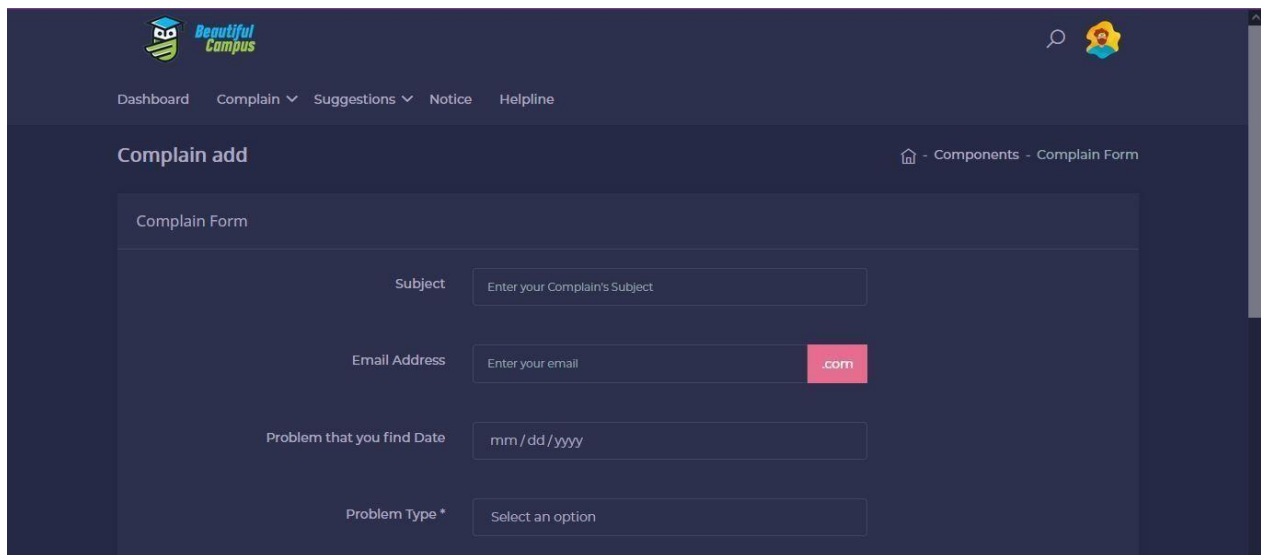 Beautiful
Campus
Dashboard Complain Suggestions Notice Helpline
Complain add
- Components - Complain Form
Complain Form
Subject Enter your Complain's Subject
Email Address Enter your email .com
Problem that you find Date mm/dd/yyyy
Problem Type * Select an option